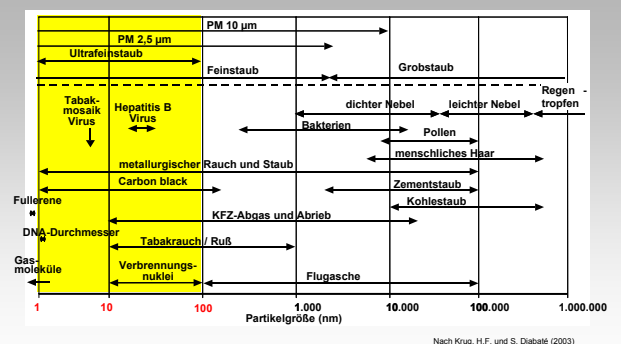 PM 10 µm
PM 2,5 µm
Ultrafeinstaub
Feinstaub
Grobstaub
Regen -
tropfen
Tabak-
mosaik
Virus
Hepatitis B
Virus
dichter Nebel
leichter Nebel
Bakterien
Pollen
menschliches Haar
metallurgischer Rauch und Staub
Carbon black
Zementstaub
Fullerene
Kohlestaub
KFZ-Abgas und Abrieb
DNA-Durchmesser
Tabakrauch / Ruß
Gas-
moleküle
Verbrennungs-
nuklei
Flugasche
1 10 100 1.000 10.000 100.000 1.000.000
Partikelgröße (nm)
Nach Krug, H.F. und S. Diabaté (2003)